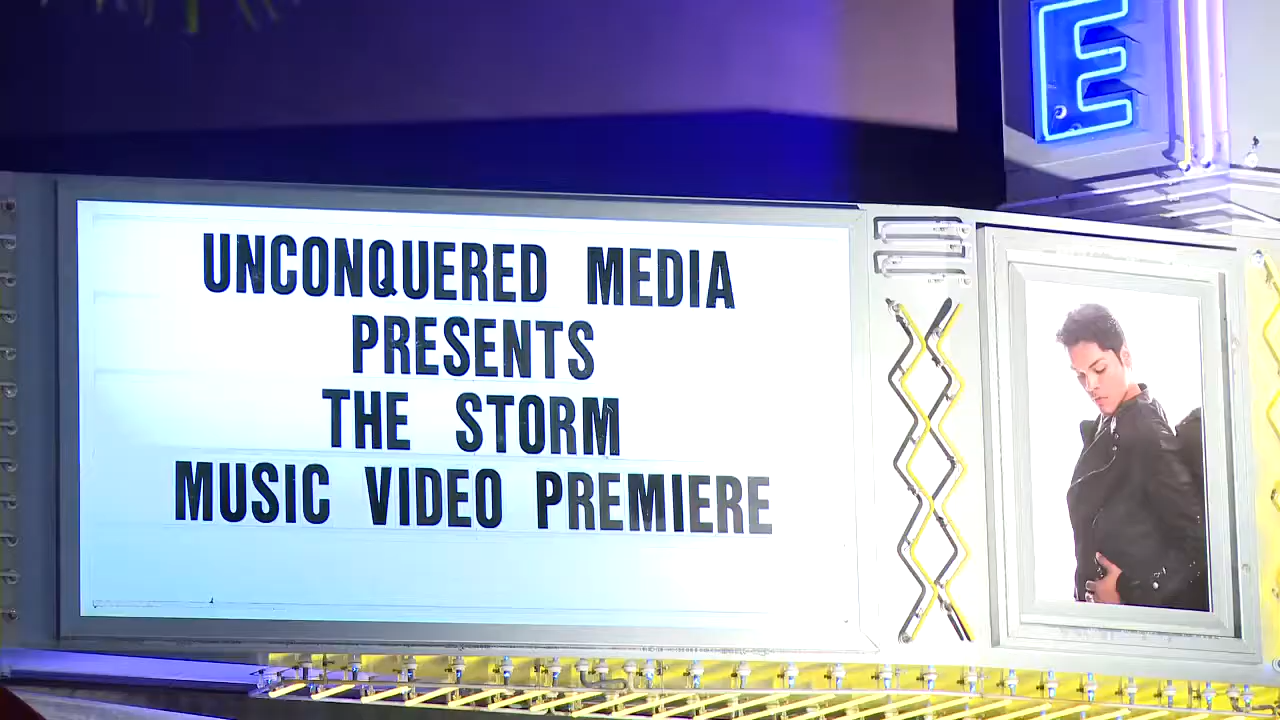 E
UNCONQUERED MEDIA
PRESENTS
THE STORM
MUSIC VIDEO PREMIERE